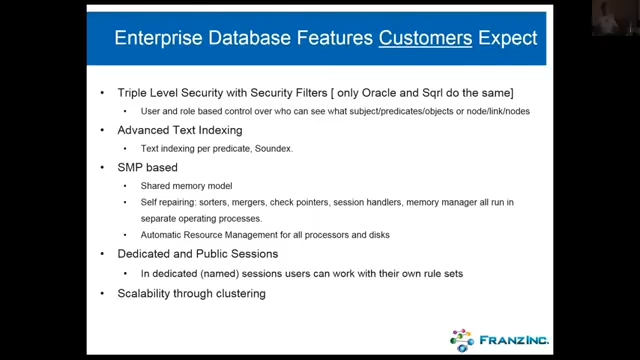 Enterprise Database Features Customers Expect
• Triple Level Security with Security Filters [ only Oracle and Sqrl do the same]
• User and role based control over who can see what subject/predicates/objects or node/link/nodes
• Advanced Text Indexing
• Text indexing per predicate, Soundex.
• SMP based
• Shared memory model
• Self repairing: sorters, mergers, check pointers, session handlers, memory manager all run in
separate operating processes.
• Automatic Resource Management for all processors and disks
• Dedicated and Public Sessions
• In dedicated (named) sessions users can work with their own rule sets
• Scalability through clustering
FRANZ INC.